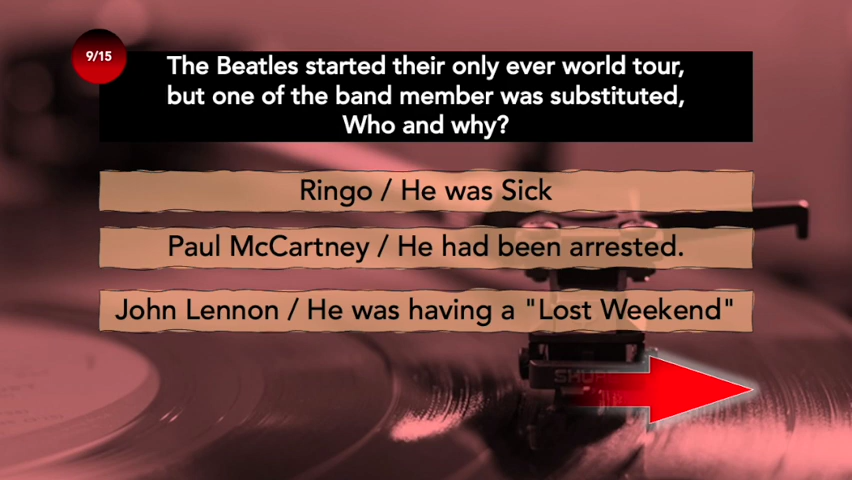 9/15
The Beatles started their only ever world tour,
but one of the band member was substituted,
Who and why?
Ringo / He was Sick
Paul McCartney / He had been arrested.
John Lennon / He was having a "Lost Weekend"